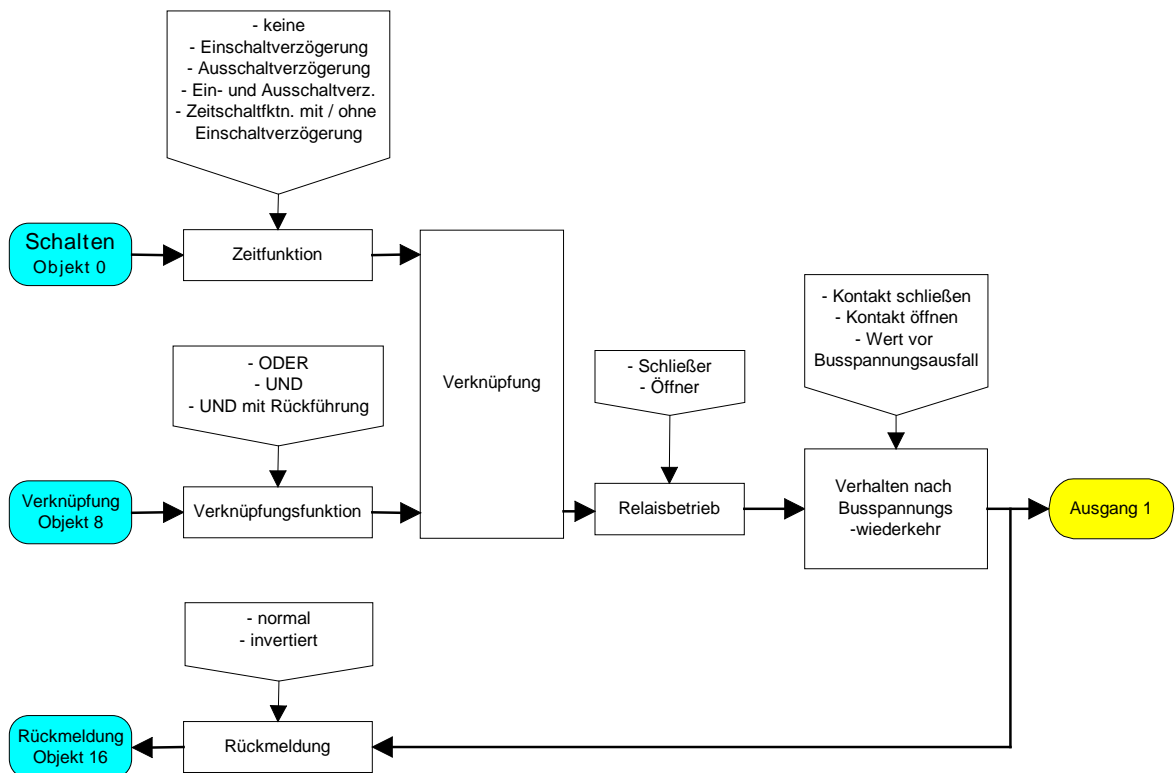 - keine
- Einschaltverzögerung
- Ausschaltverzögerung
- Ein- und Ausschaltverz.
- Zeitschaltfktn. mit / ohne
Einschaltverzögerung
Schalten
Objekt 0
Zeitfunktion
- ODER
- UND
- UND mit Rückführung
Verknüpfung
Objekt 8
Verknüpfungsfunktion
Verknüpfung
- Schließer
- Öffner
Relaisbetrieb
- Kontakt schließen
- Kontakt öffnen
- Wert vor
Busspannungsausfall
Verhalten nach
Busspannungs
-wiederkehr
Ausgang 1
- normal
- invertiert
Rückmeldung
Objekt 16
Rückmeldung